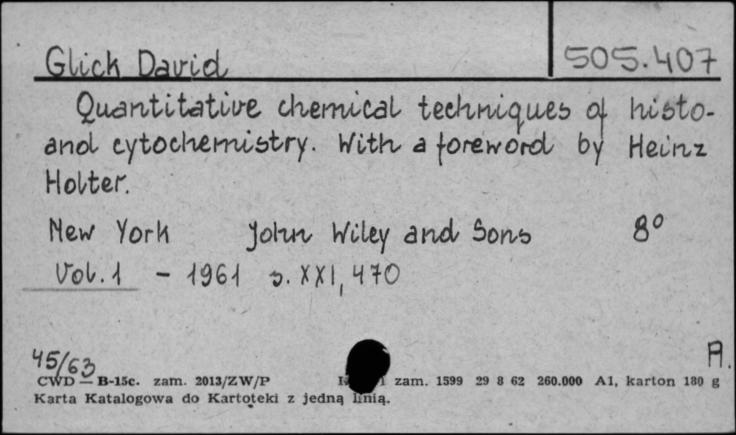 Glick David 505.407
Quantitative chemical techniques of histo-
and cytochemistry. With a foreword by Heinz
Holter.
New York John Wiley and Sons 8°
Vol. 1 - 1961 s. XXI, 470
45/63 A.
CWD — B-15c. zam. 2013/ZW/P zam. 1599 29 8 62 260.000 A1, karton 180 g
Karta Katalogowa do Kartoteki z jedną linią.